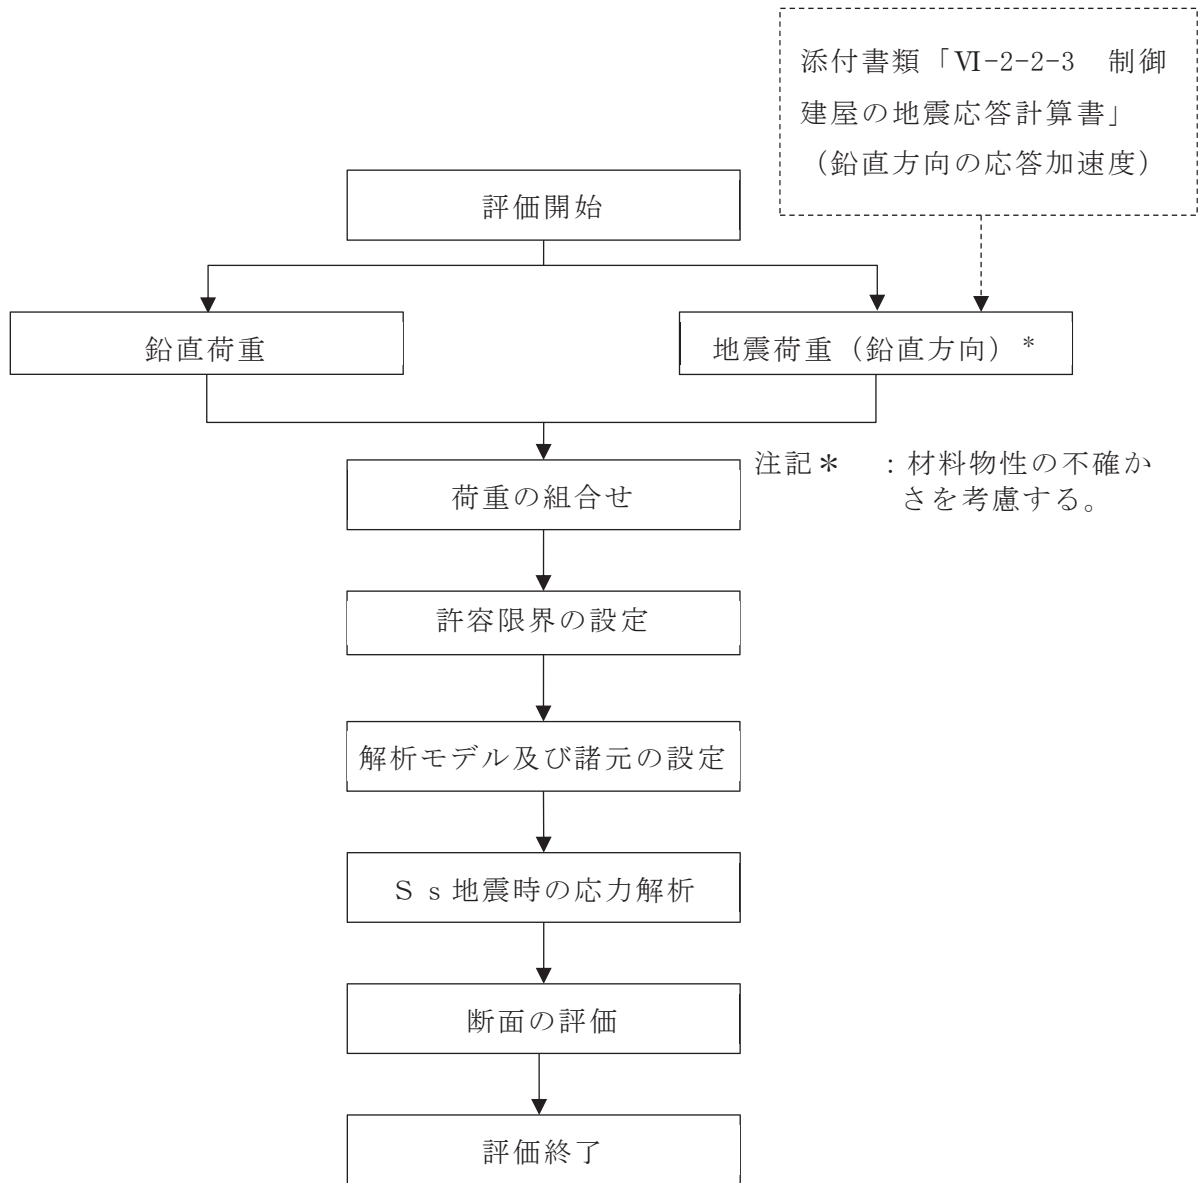 添付書類「Ⅵ-2-2-3　制御
建屋の地震応答計算書」
（鉛直方向の応答加速度）
評価開始
鉛直荷重
地震荷重（鉛直方向）*
荷重の組合せ
注記＊　：材料物性の不確か
さを考慮する。
許容限界の設定
解析モデル及び諸元の設定
Ｓｓ地震時の応力解析
断面の評価
評価終了